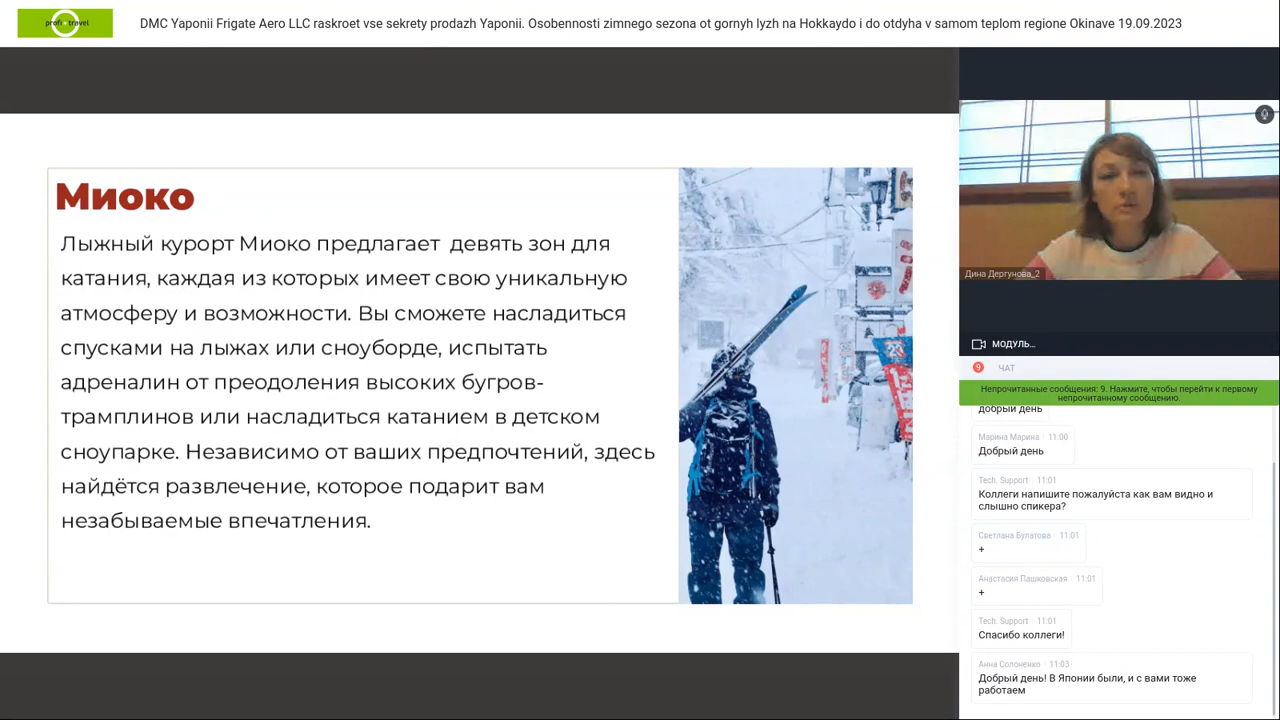 profi travel
DMC Yaponii Frigate Aero LLC raskroet vse sekrety prodazh Yaponii. Osobennosti zimnego sezona ot gornyh lyzh na Hokkaydo i do otdyha v samom teplom regione Okinave 19.09.2023
Миоко
Лыжный курорт Миоко предлагает девять зон для
катания, каждая из которых имеет свою уникальную
атмосферу и возможности. Вы сможете насладиться
спусками на лыжах или сноуборде, испытать
адреналин от преодоления высоких бугров-
трамплинов или насладиться катанием в детском
сноупарке. Независимо от ваших предпочтений, здесь
найдётся развлечение, которое подарит вам
незабываемые впечатления.
Дина Дергунова_2
МОДУЛЬ...
9 ЧАТ
Непрочитанные сообщения: 9. Нажмите, чтобы перейти к первому
непрочитанному сообщению.
добрый день
Марина Марина 11:00
Добрый день
Tech. Support 11:01
Коллеги напишите пожалуйста как вам видно и
слышно спикера?
Светлана Булатова 11:01
+
Анастасия Пашковская 11:01
+
Tech. Support 11:01
Спасибо коллеги!
Анна Солоненко 11:03
Добрый день! В Японии были, и с вами тоже
работаем